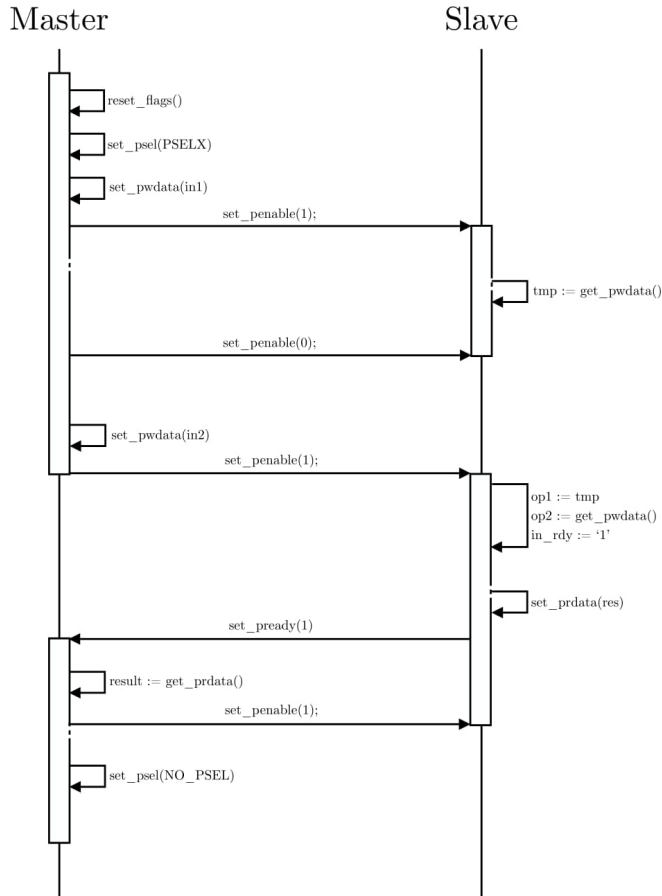 Master
Slave
reset_flags()
set_psel(PSELX)
set_pwdata(in1)
set_penable(1);
tmp := get_pwdata()
set_penable(0);
set_pwdata(in2)
set_penable(1);
op1 := tmp
op2 := get_pwdata()
in_rdy := ‘1’
set_prdata(res)
set_pready(1)
result := get_prdata()
set_penable(1);
set_psel(NO_PSEL)